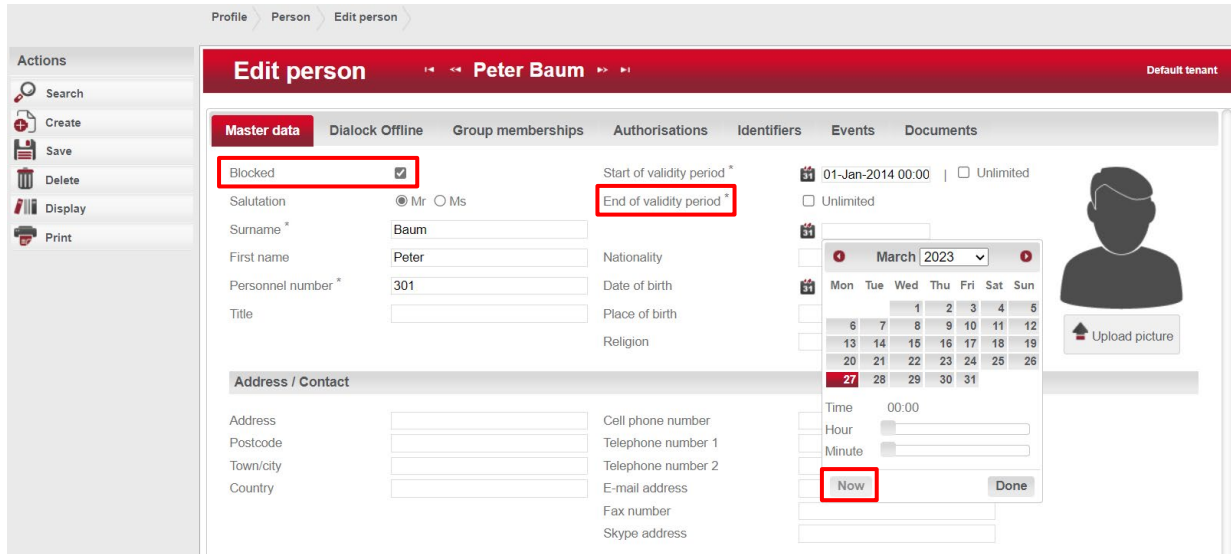 Profile Person Edit person
Actions
Search
Create
Save
Delete
Display
Print
Edit person Peter Baum Default tenant
Master data Dialock Offline Group memberships Authorisations Identifiers Events Documents
Blocked Start of validity period * 31 01-Jan-2014 00:00 | Unlimited
Salutation Mr Ms End of validity period * Unlimited
Surname * Baum 31
First name Peter Nationality
Personnel number * 301 Date of birth 31
Title Place of birth
Religion
March 2023
Mon Tue Wed Thu Fri Sat Sun
1 2 3 4 5
6 7 8 9 10 11 12
13 14 15 16 17 18 19
20 21 22 23 24 25 26
27 28 29 30 31
Time 00:00
Hour
Minute
Now Done
Upload picture
Address / Contact
Address Cell phone number
Postcode Telephone number 1
Town/city Telephone number 2
Country E-mail address
Fax number
Skype address